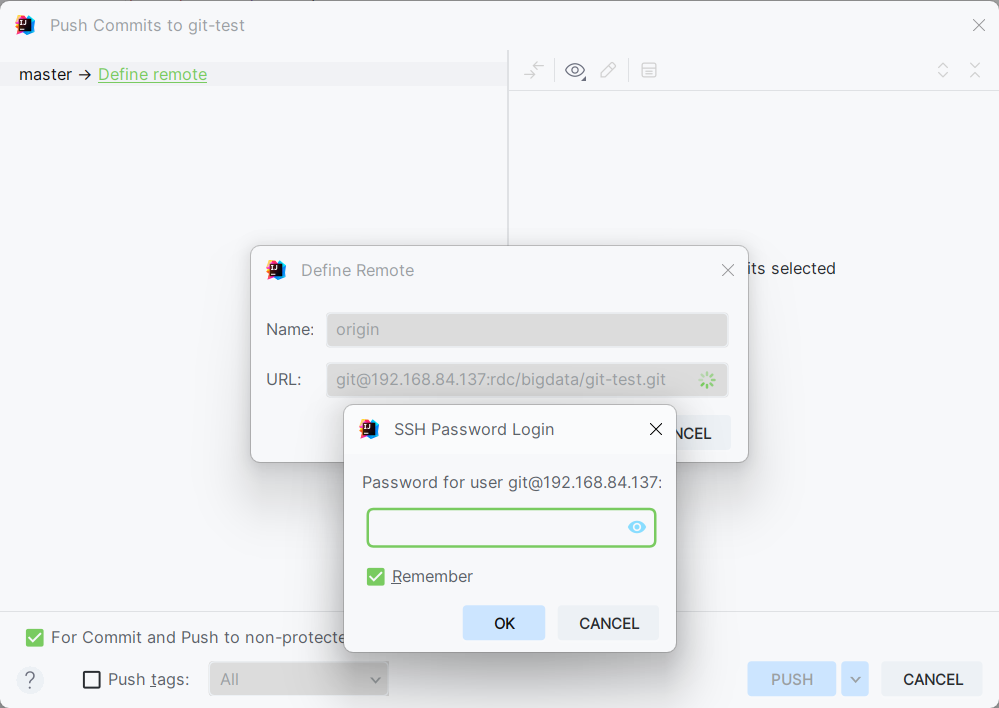 Push Commits to git-test
master → Define remote
its selected
Define Remote
Name: origin
URL: git@192.168.84.137:rdc/bigdata/git-test.git
NCEL
SSH Password Login
Password for user git@192.168.84.137:
Remember
OK CANCEL
For Commit and Push to non-protecte
? Push tags: All PUSH CANCEL